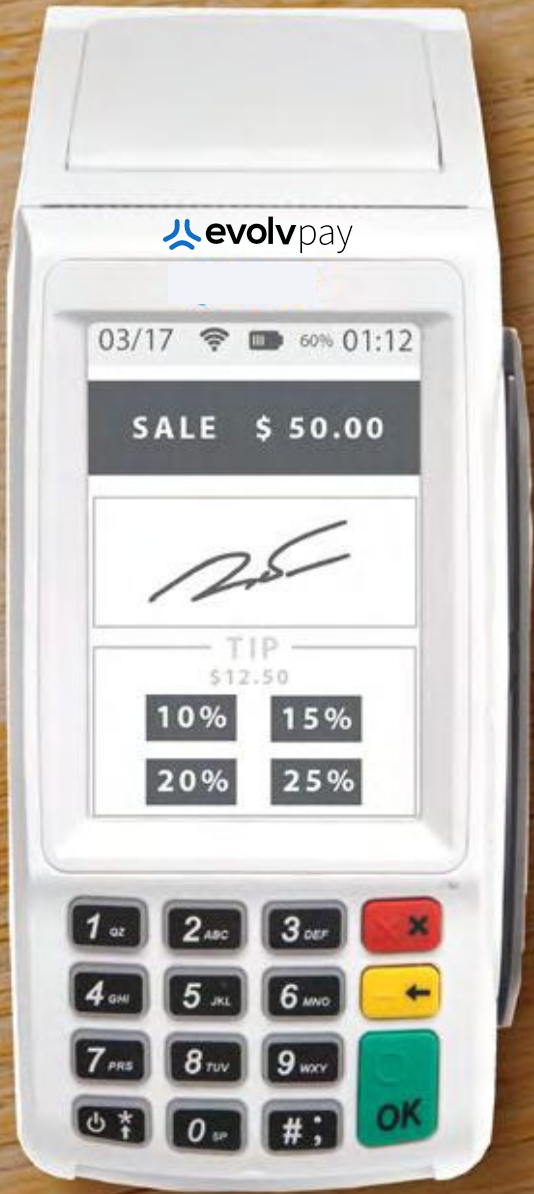 evolvpay
03/17 60% 01:12
SALE $ 50.00
TIP
$12.50
10% 15%
20% 25%
1 QZ 2 ABC 3 DEF ×
4 GHI 5 JKL 6 MNO ←
7 PRS 8 TUV 9 WXY
* 0 SP # ; OK